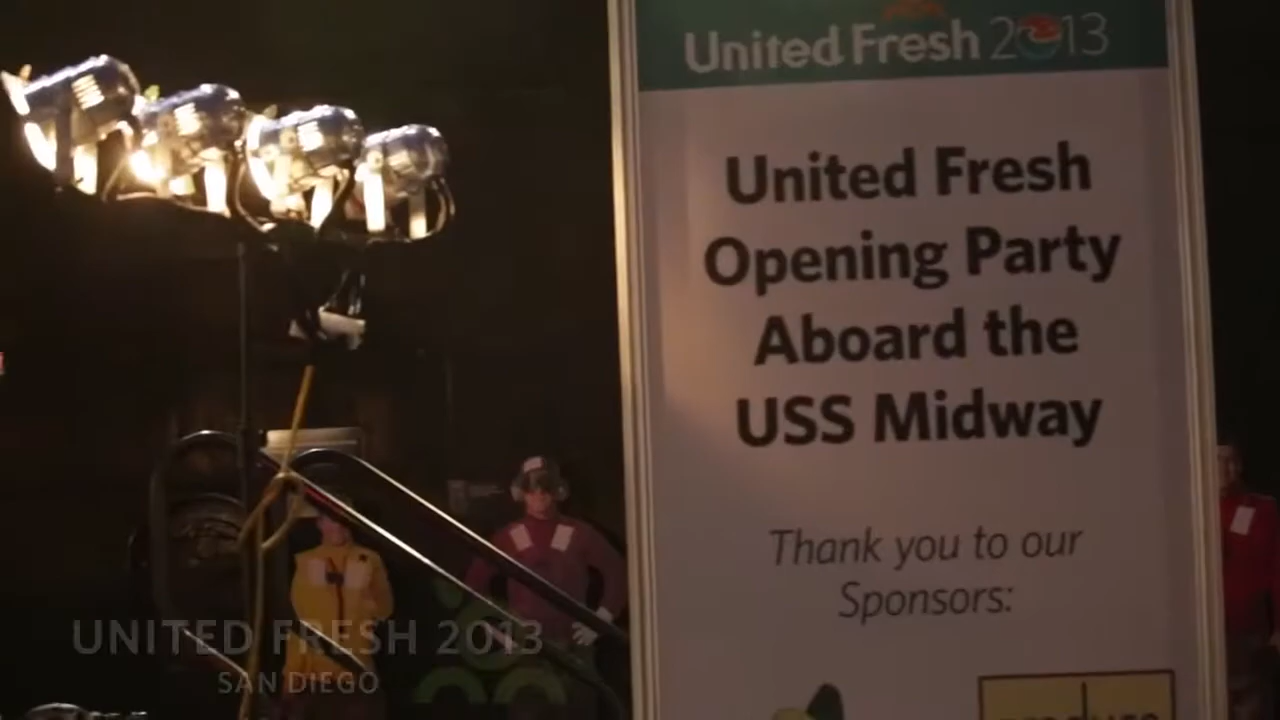 United Fresh 2013
United Fresh
Opening Party
Aboard the
USS Midway
Thank you to our
Sponsors:
UNITED FRESH 2013
SAN DIEGO